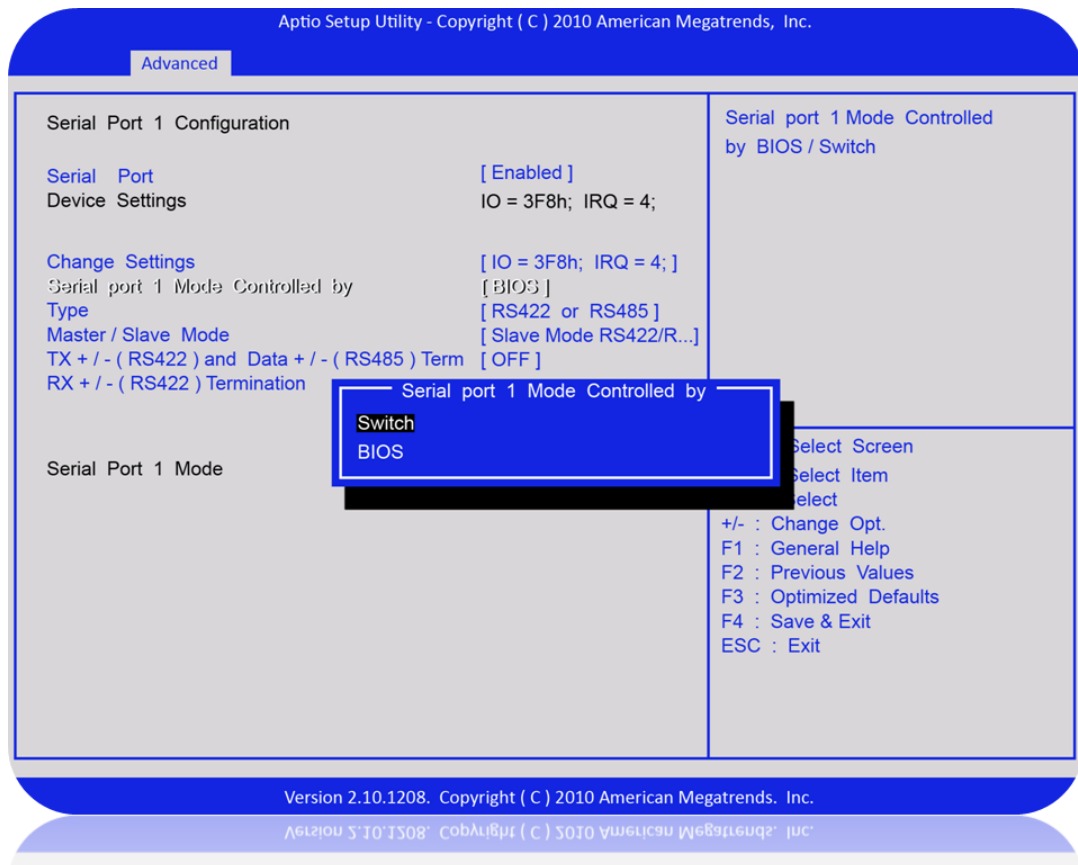 Aptio Setup Utility - Copyright ( C ) 2010 American Megatrends, Inc.
Advanced
Serial Port 1 Configuration
Serial Port [ Enabled ]
Device Settings IO = 3F8h; IRQ = 4;
Change Settings [ IO = 3F8h; IRQ = 4; ]
Serial port 1 Mode Controlled by [ BIOS ]
Type [ RS422 or RS485 ]
Master / Slave Mode [ Slave Mode RS422/R...]
TX + / - ( RS422 ) and Data + / - ( RS485 ) Term [ OFF ]
RX + / - ( RS422 ) Termination
Serial Port 1 Mode
Serial port 1 Mode Controlled by
Switch
BIOS
Serial port 1 Mode Controlled
by BIOS / Switch
Select Screen
Select Item
Select
+/- : Change Opt.
F1 : General Help
F2 : Previous Values
F3 : Optimized Defaults
F4 : Save & Exit
ESC : Exit
Version 2.10.1208. Copyright ( C ) 2010 American Megatrends. Inc.